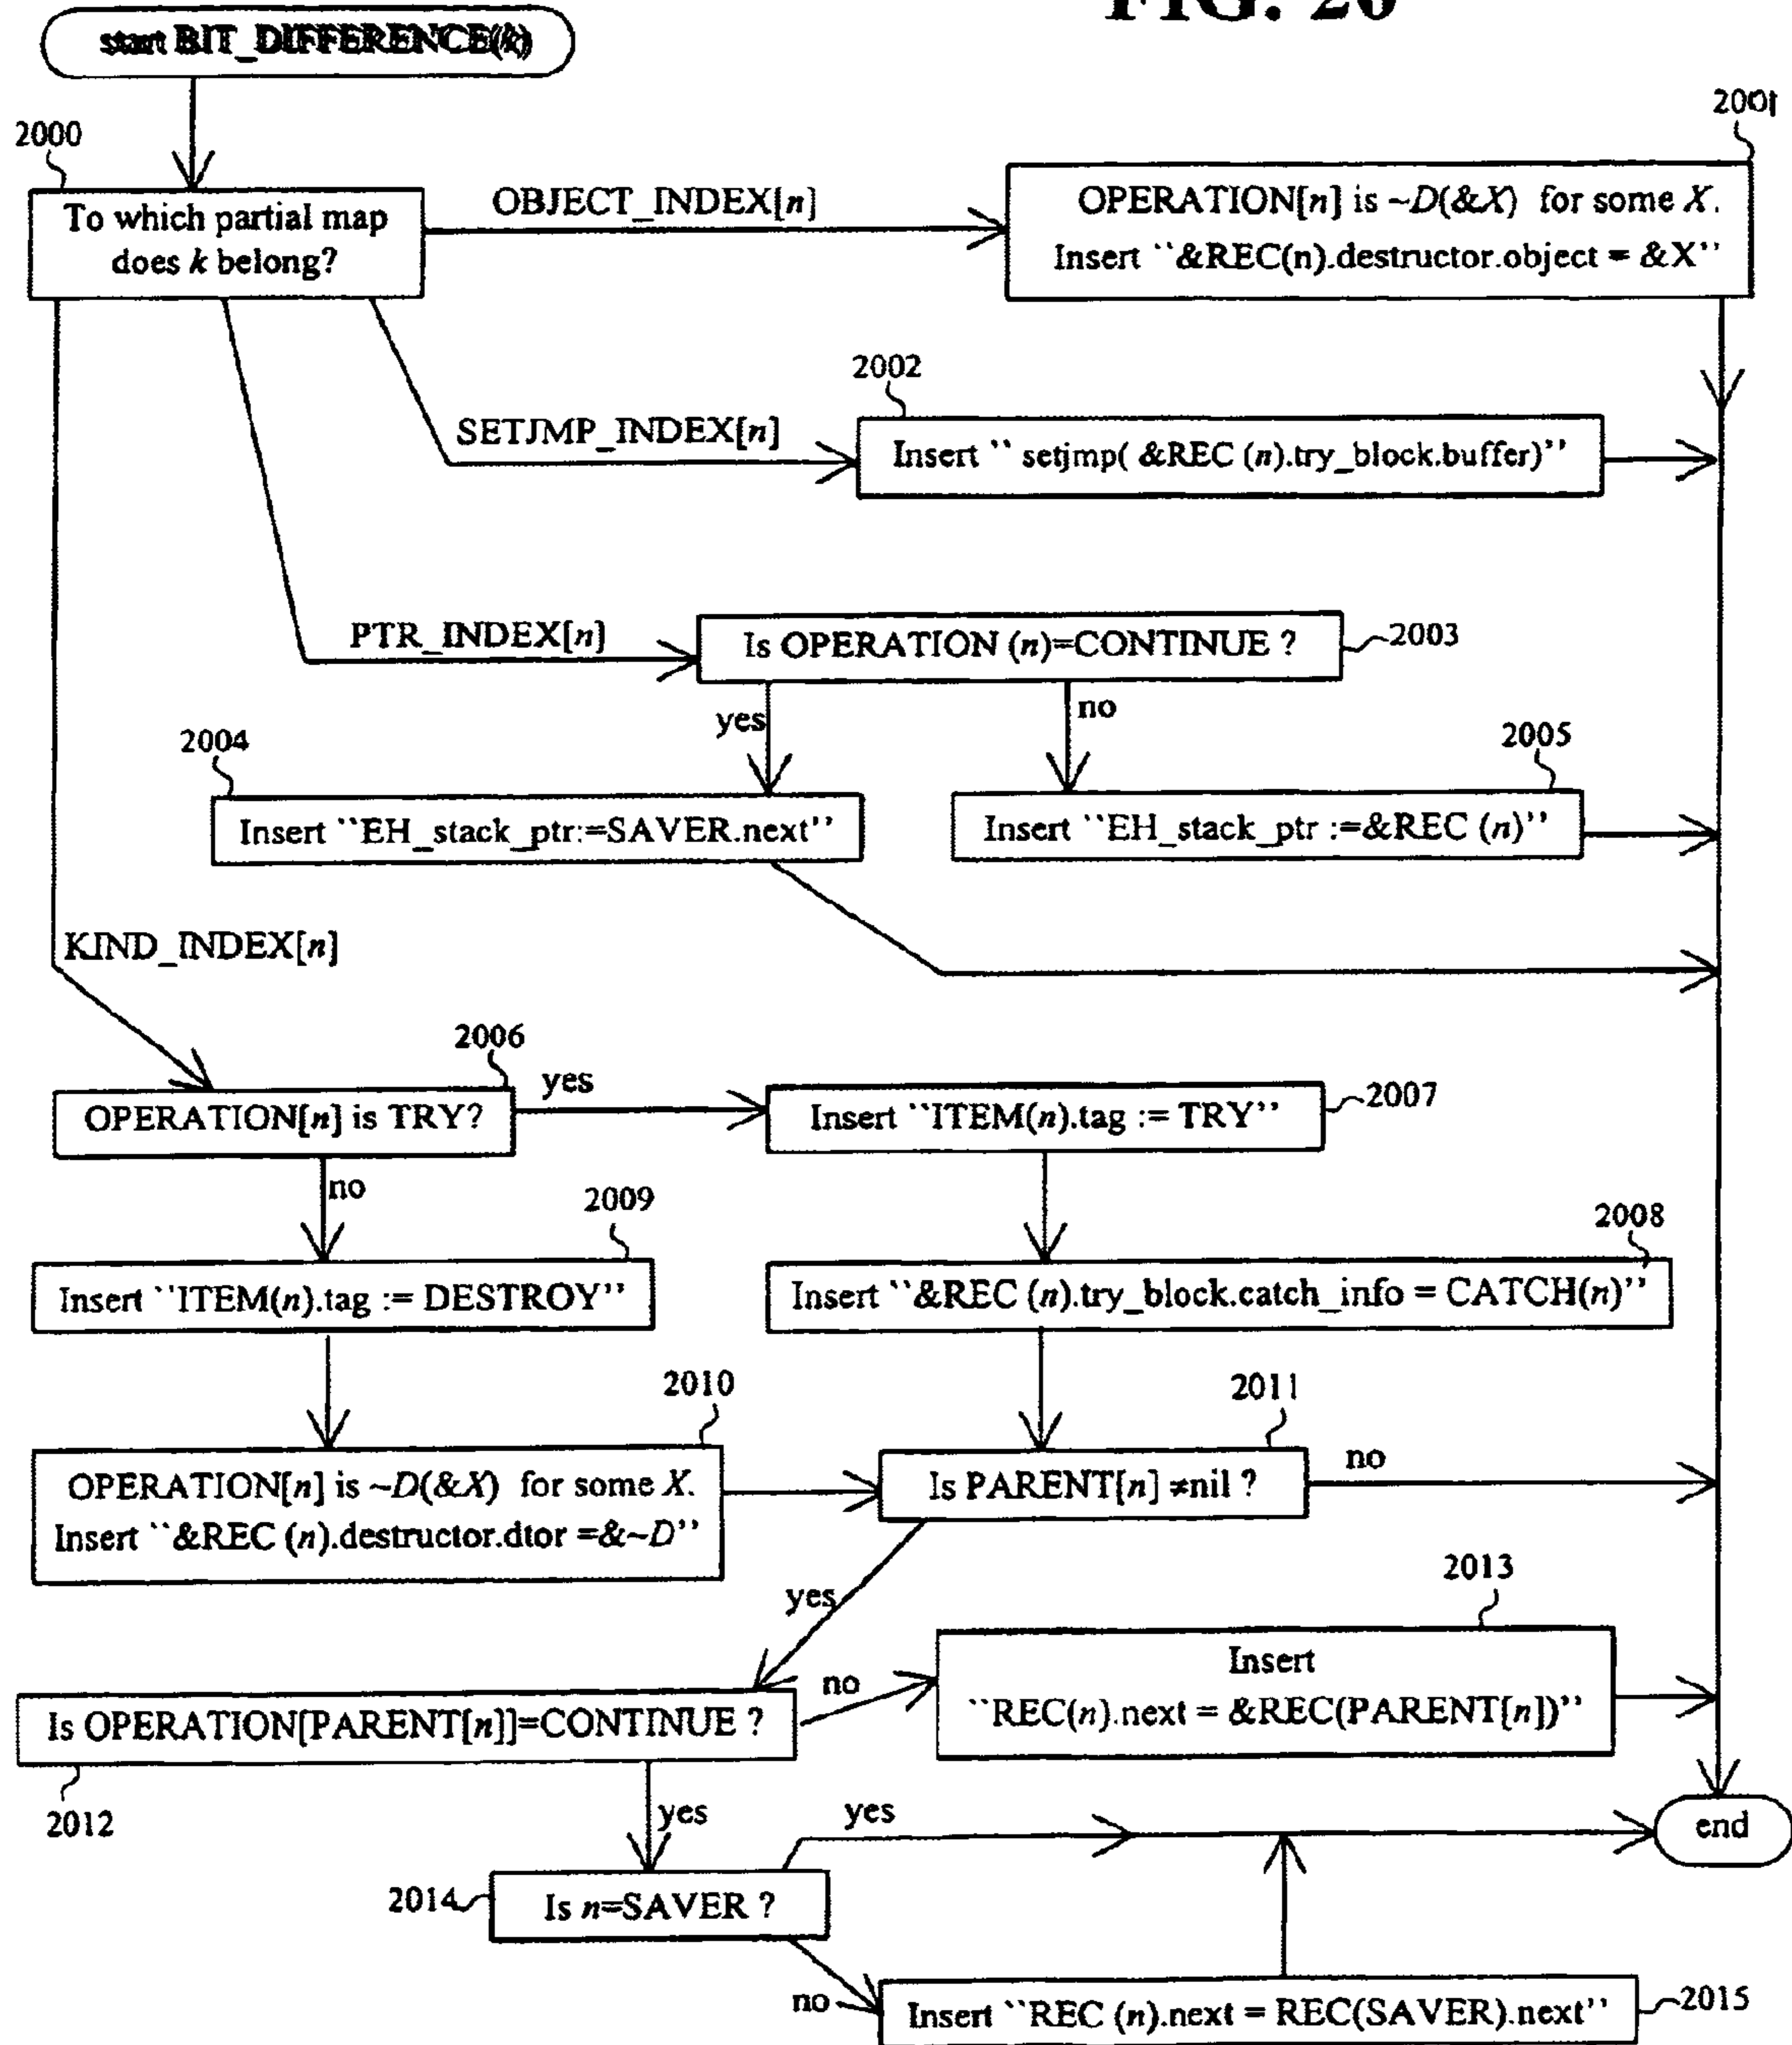 FIG. 20
start BIT_DIFFERENCE(k)
2000
2001
To which partial map
does k belong?
OBJECT_INDEX[n]
OPERATION[n] is ~D(&X) for some X.
Insert ``&REC(n).destructor.object = &X''
2002
SETJMP_INDEX[n]
Insert `` setjmp( &REC (n).try_block.buffer)''
PTR_INDEX[n]
Is OPERATION (n)=CONTINUE ?
2003
yes
no
2004
2005
Insert ``EH_stack_ptr:=SAVER.next''
Insert ``EH_stack_ptr :=&REC (n)''
KIND_INDEX[n]
2006
OPERATION[n] is TRY?
yes
Insert ``ITEM(n).tag := TRY''
2007
no
2009
2008
Insert ``ITEM(n).tag := DESTROY''
Insert ``&REC (n).try_block.catch_info = CATCH(n)''
2010
2011
OPERATION[n] is ~D(&X) for some X.
Insert ``&REC (n).destructor.dtor =&~D''
Is PARENT[n] ≠nil ?
no
yes
2013
Is OPERATION[PARENT[n]]=CONTINUE ?
no
Insert
``REC(n).next = &REC(PARENT[n])''
2012
yes
yes
end
2014
Is n=SAVER ?
no
Insert ``REC (n).next = REC(SAVER).next''
2015